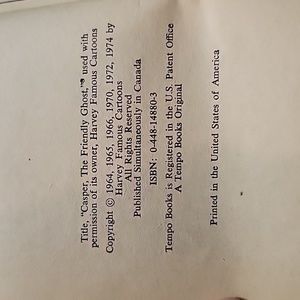 Title, "Casper, The Friendly Ghost,"® used with
permission of its owner, Harvey Famous Cartoons
Copyright © 1964, 1965, 1966, 1970, 1972, 1974 by
Harvey Famous Cartoons
All Rights Reserved
Published Simultaneously in Canada
ISBN: 0-448-14880-3
Tempo Books is Registered in the U.S. Patent Office
A Tempo Books Original
Printed in the United States of America